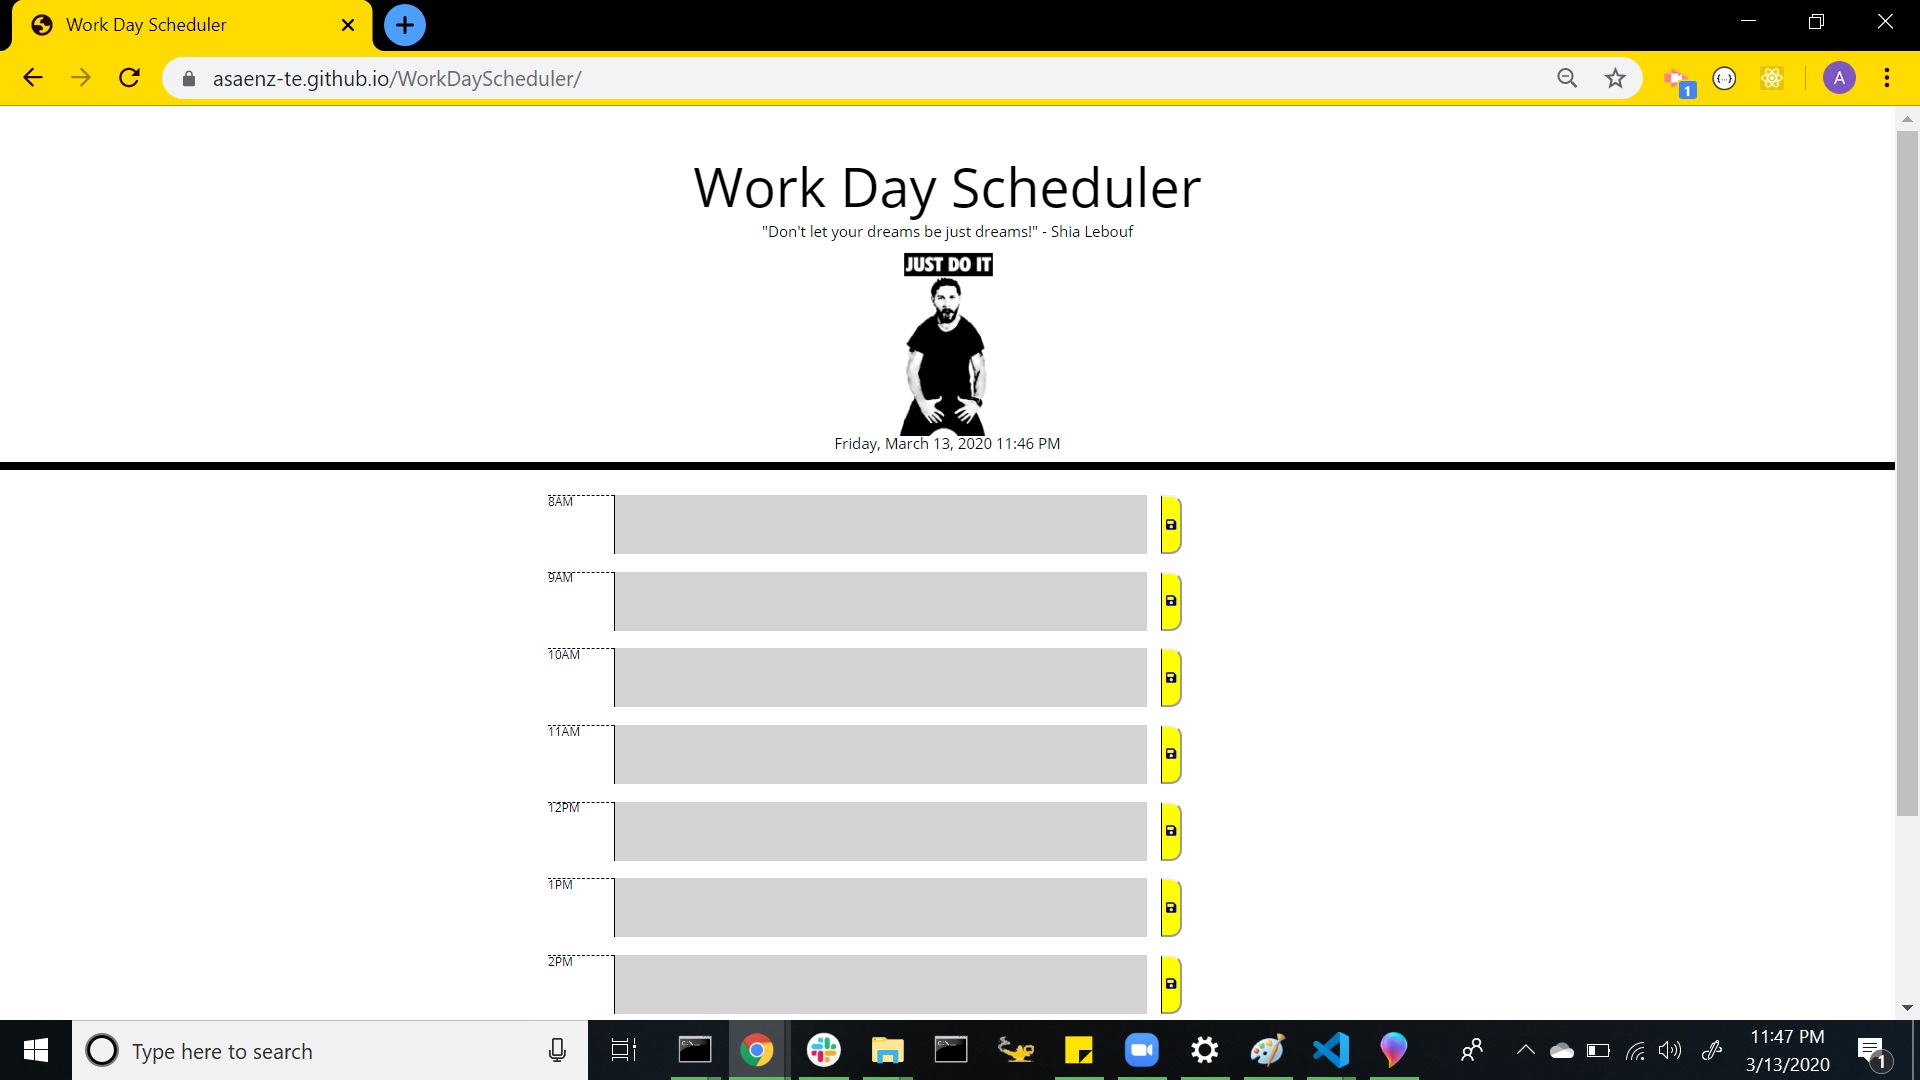 Work Day Scheduler
asaenz-te.github.io/WorkDayScheduler/
1
A
Work Day Scheduler
"Don't let your dreams be just dreams!" - Shia Lebouf
JUST DO IT
Friday, March 13, 2020 11:46 PM
8AM
9AM
10AM
11AM
12PM
1PM
2PM
Type here to search
11:47 PM
3/13/2020
1